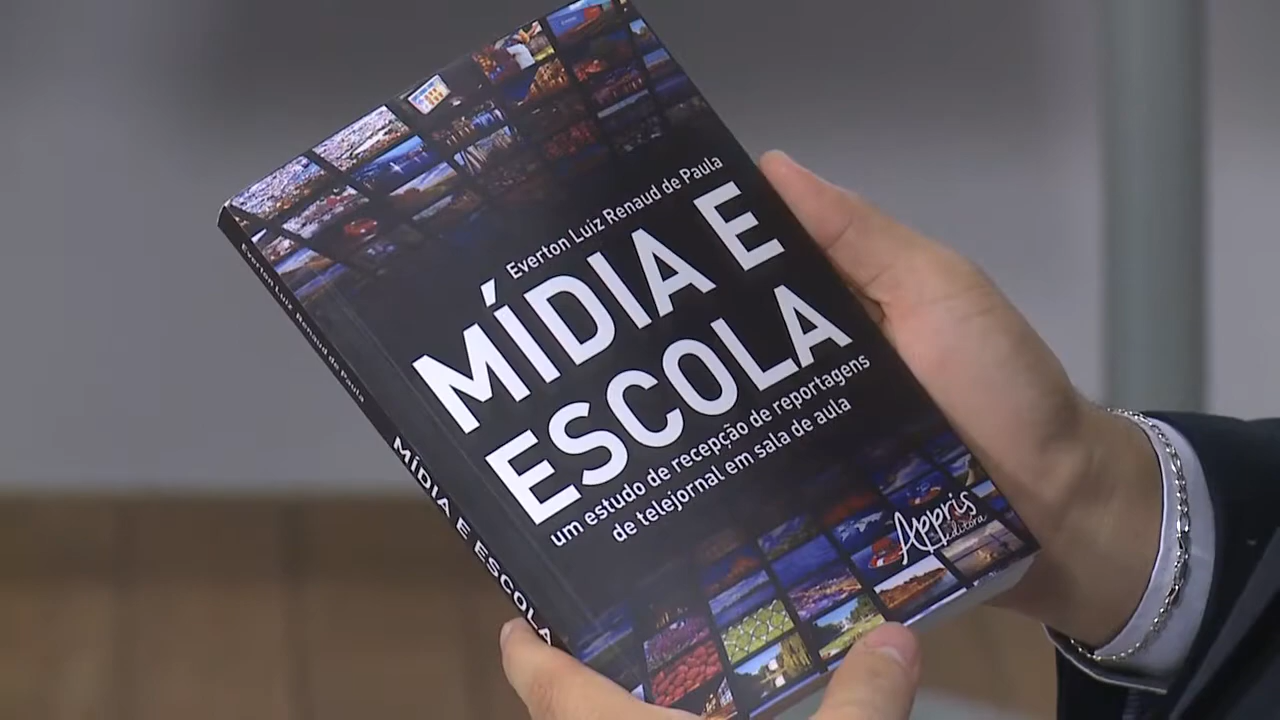 Everton Luiz Renaud de Paula
MÍDIA E
ESCOLA
um estudo de recepção de reportagens
de telejornal em sala de aula
Appris
editora
Everton Luiz Renaud de Paula
MÍDIA E ESCOLA